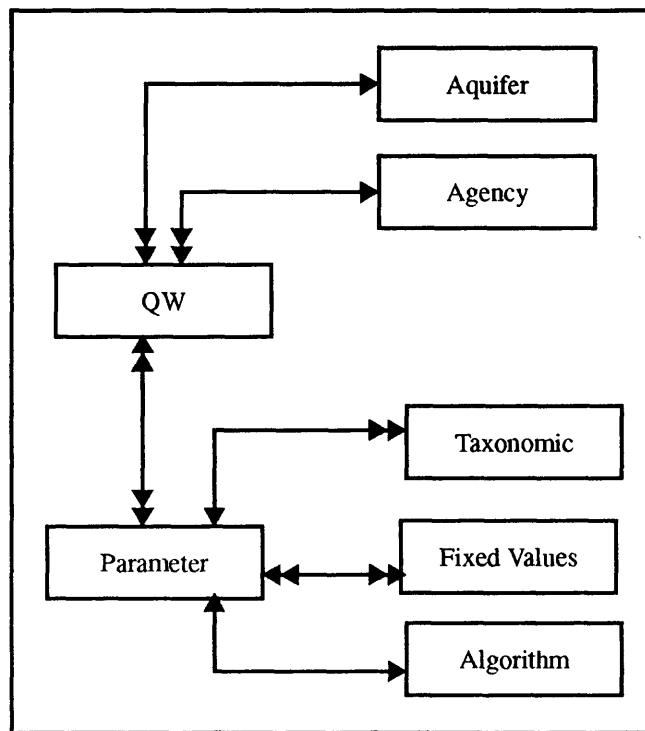 Aquifer
Agency
QW
Taxonomic
Parameter
Fixed Values
Algorithm